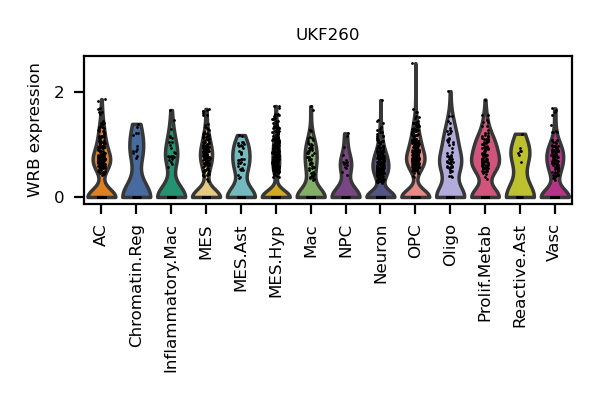 UKF260
WRB expression
2
0
AC
Chromatin.Reg
Inflammatory.Mac
MES
MES.Ast
MES.Hyp
Mac
NPC
Neuron
OPC
Oligo
Prolif.Metab
Reactive.Ast
Vasc